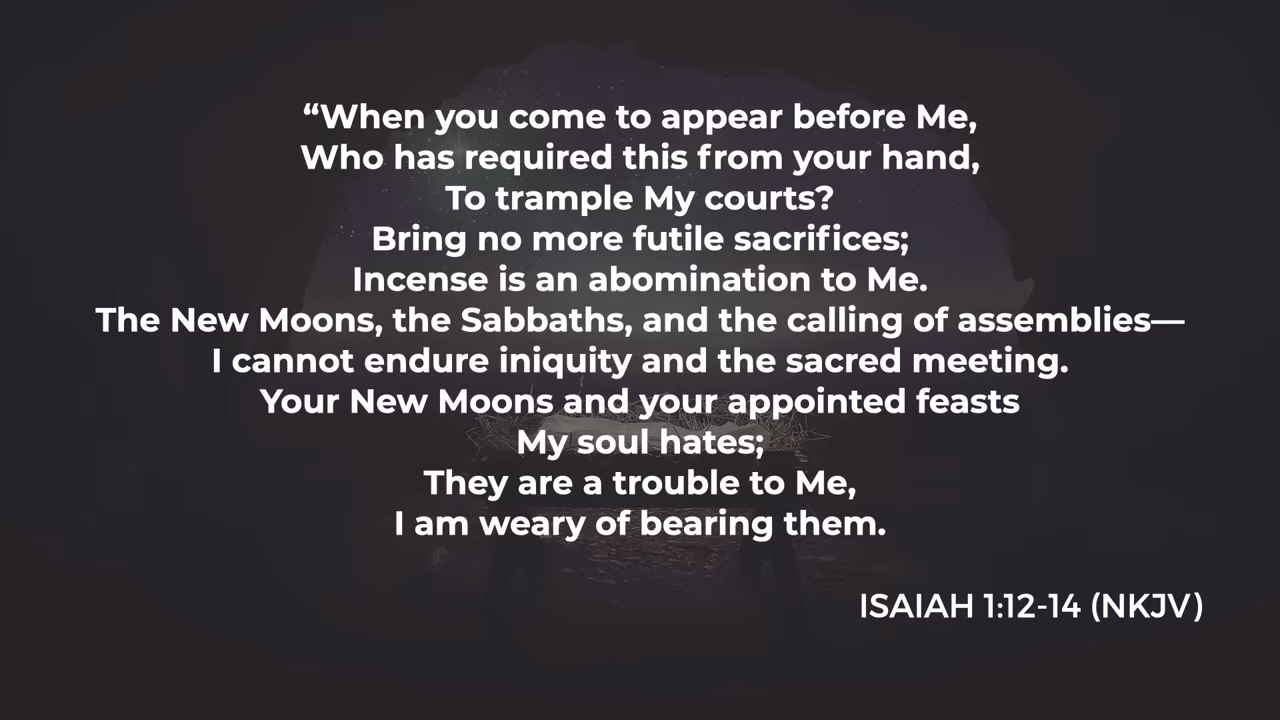 “When you come to appear before Me,
Who has required this from your hand,
To trample My courts?
Bring no more futile sacrifices;
Incense is an abomination to Me.
The New Moons, the Sabbaths, and the calling of assemblies—
I cannot endure iniquity and the sacred meeting.
Your New Moons and your appointed feasts
My soul hates;
They are a trouble to Me,
I am weary of bearing them.
ISAIAH 1:12-14 (NKJV)